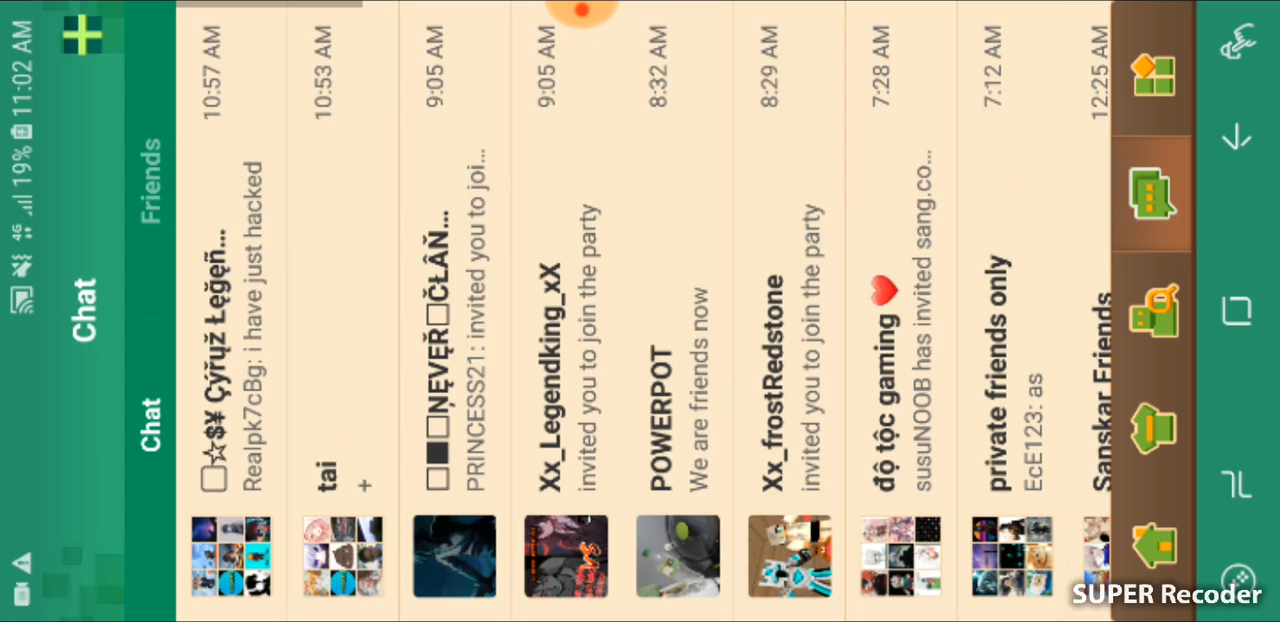 4G 19% 11:02 AM
Chat
Chat Friends
□☆$¥ Çýřųž Łęğęñ... 10:57 AM
Realpk7cBg: i have just hacked
tai 10:53 AM
+
□■□ŅĘVĘŘ□ČŁÂŇ... 9:05 AM
PRINCESS21: invited you to joi...
Xx_Legendking_xX 9:05 AM
invited you to join the party
POWERPOT 8:32 AM
We are friends now
Xx_frostRedstone 8:29 AM
invited you to join the party
độ tộc gaming ❤️ 7:28 AM
susuNOOB has invited sang.co...
private friends only 7:12 AM
EcE123: as
Sanskar Friends 12:25 AM
SUPER Recoder